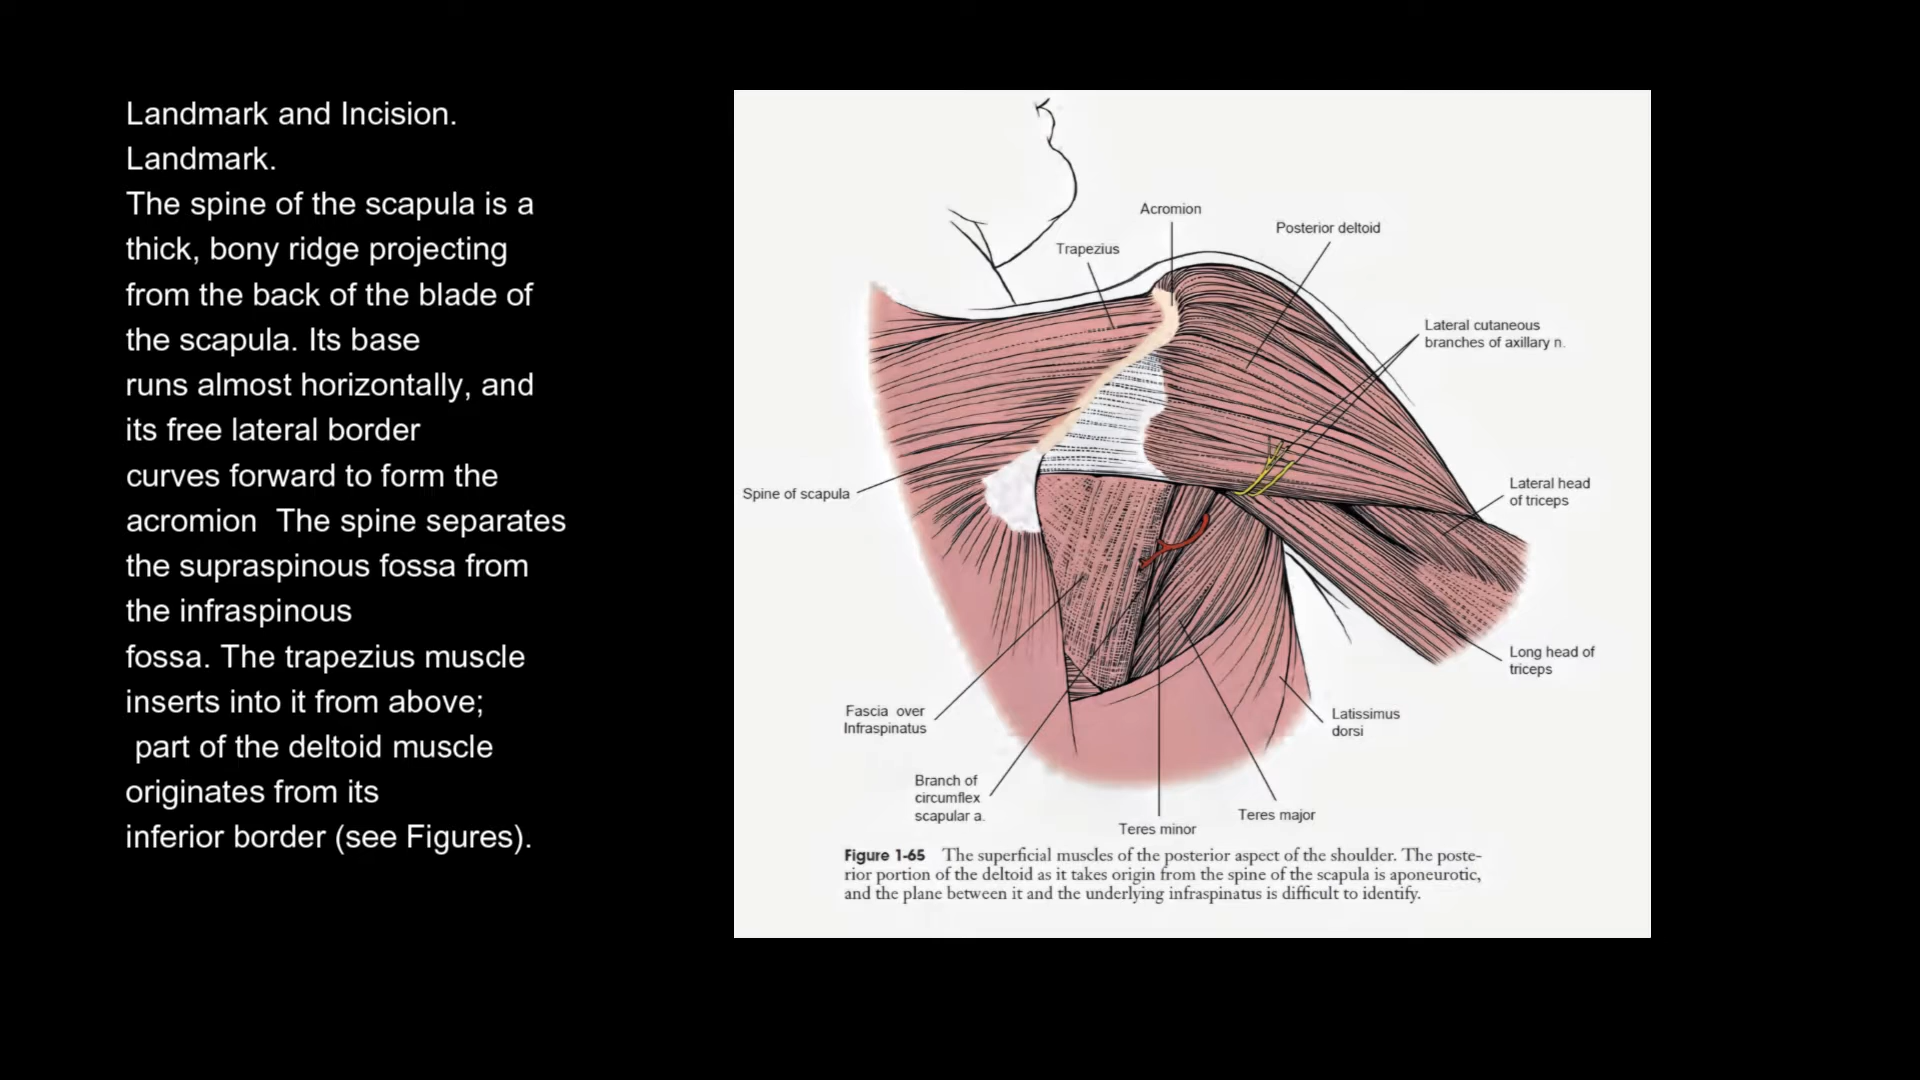 Landmark and Incision.
Landmark.
The spine of the scapula is a
thick, bony ridge projecting
from the back of the blade of
the scapula. Its base
runs almost horizontally, and
its free lateral border
curves forward to form the
acromion  The spine separates
the supraspinous fossa from
the infraspinous
fossa. The trapezius muscle
inserts into it from above;
part of the deltoid muscle
originates from its
inferior border (see Figures).
Acromion
Posterior deltoid
Trapezius
Lateral cutaneous
branches of axillary n.
Spine of scapula
Lateral head
of triceps
Long head of
triceps
Fascia over
Infraspinatus
Latissimus
dorsi
Branch of
circumflex
scapular a.
Teres major
Teres minor
Figure 1-65 The superficial muscles of the posterior aspect of the shoulder. The poste-
rior portion of the deltoid as it takes origin from the spine of the scapula is aponeurotic,
and the plane between it and the underlying infraspinatus is difficult to identify.